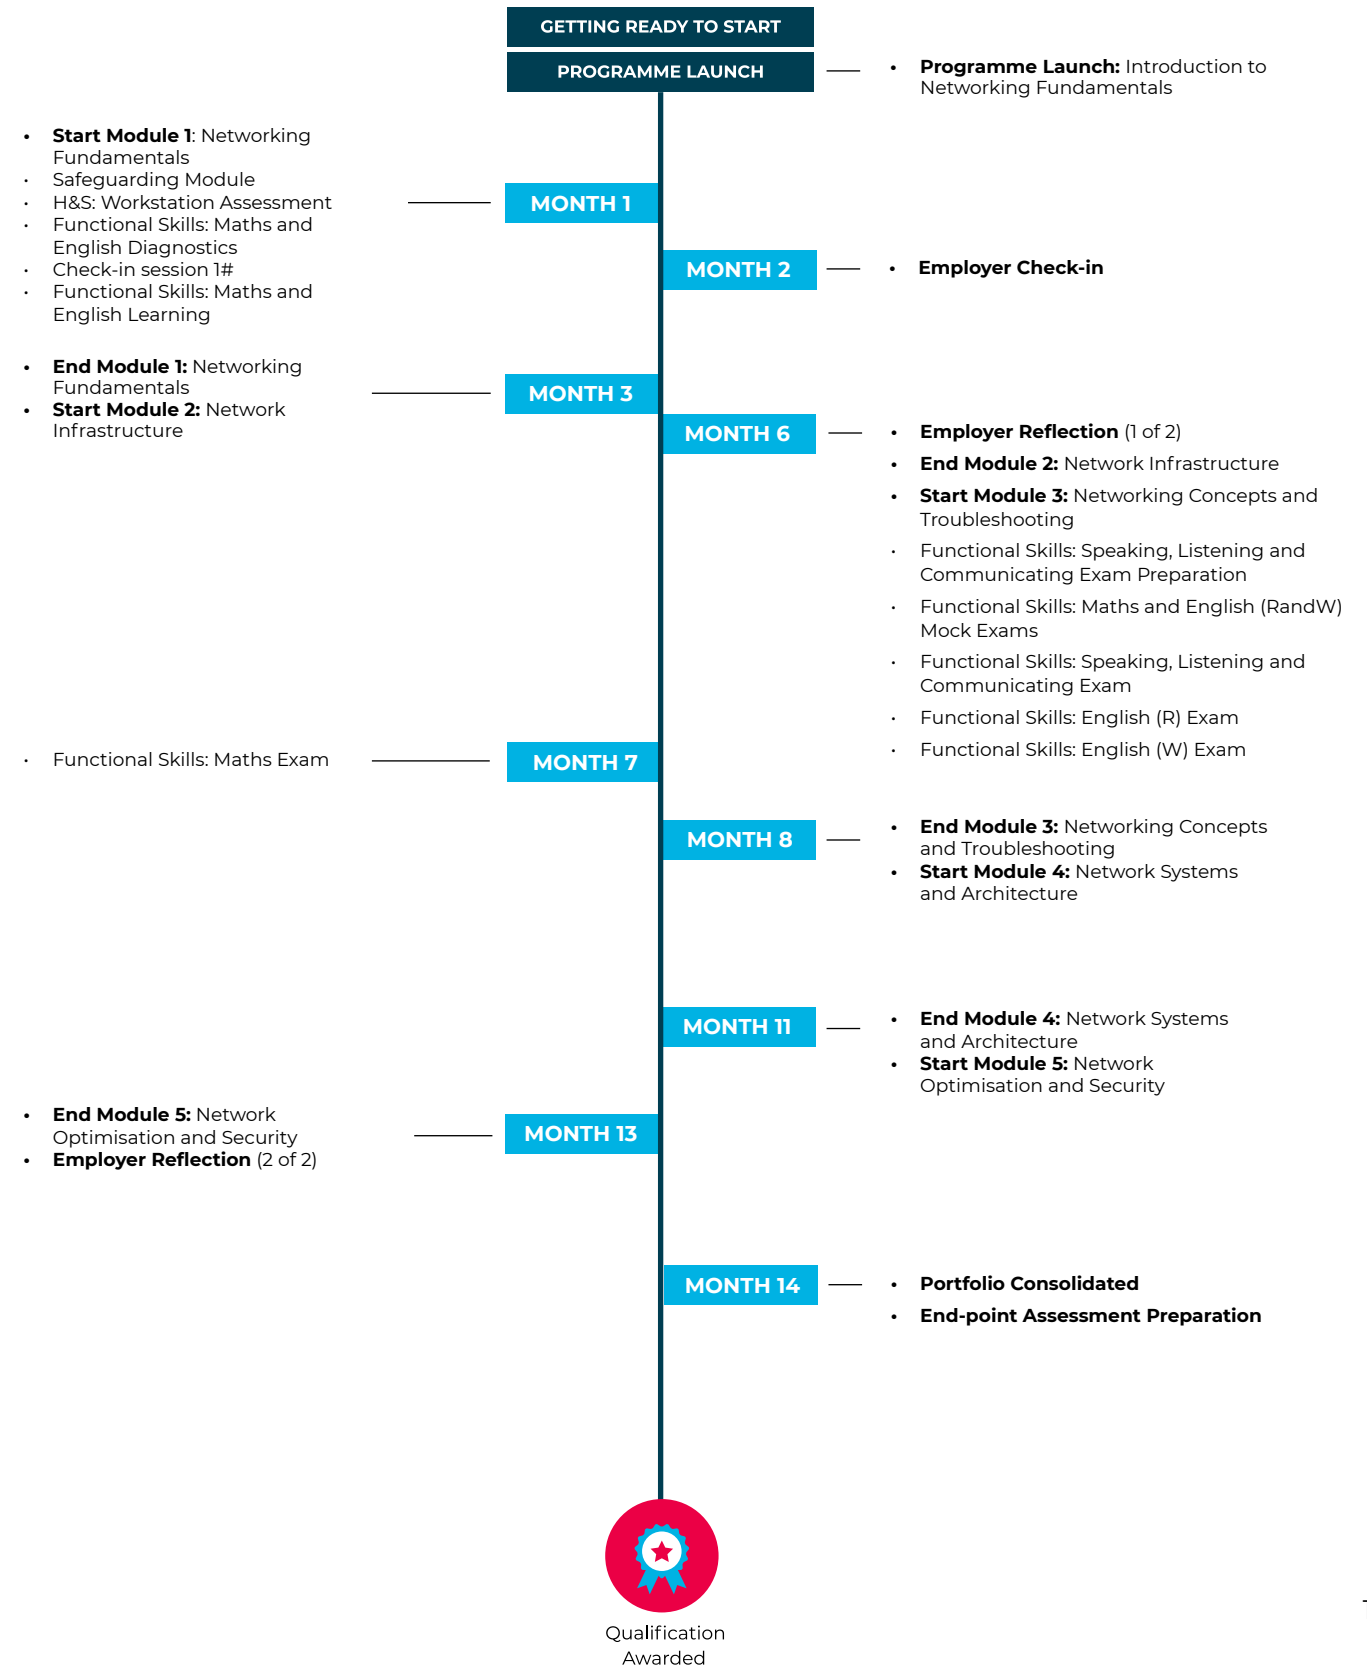 GETTING READY TO START
PROGRAMME LAUNCH
• Programme Launch: Introduction to
Networking Fundamentals
• Start Module 1: Networking
Fundamentals
• Safeguarding Module
• H&S: Workstation Assessment
• Functional Skills: Maths and
English Diagnostics
• Check-in session 1#
• Functional Skills: Maths and
English Learning
MONTH 1
MONTH 2
• Employer Check-in
• End Module 1: Networking
Fundamentals
• Start Module 2: Network
Infrastructure
MONTH 3
MONTH 6
• Employer Reflection (1 of 2)
• End Module 2: Network Infrastructure
• Start Module 3: Networking Concepts and
Troubleshooting
• Functional Skills: Speaking, Listening and
Communicating Exam Preparation
• Functional Skills: Maths and English (RandW)
Mock Exams
• Functional Skills: Speaking, Listening and
Communicating Exam
• Functional Skills: English (R) Exam
• Functional Skills: English (W) Exam
• Functional Skills: Maths Exam
MONTH 7
MONTH 8
• End Module 3: Networking Concepts
and Troubleshooting
• Start Module 4: Network Systems
and Architecture
MONTH 11
• End Module 4: Network Systems
and Architecture
• Start Module 5: Network
Optimisation and Security
• End Module 5: Network
Optimisation and Security
• Employer Reflection (2 of 2)
MONTH 13
MONTH 14
• Portfolio Consolidated
• End-point Assessment Preparation
Qualification
Awarded